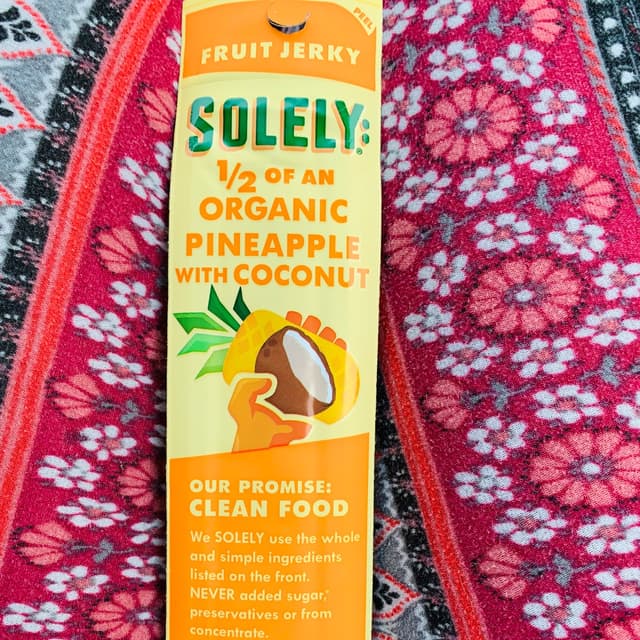 PEEL
FRUIT JERKY
SOLELY:
1/2 OF AN
ORGANIC
PINEAPPLE
WITH COCONUT
OUR PROMISE:
CLEAN FOOD
We SOLELY use the whole
and simple ingredients
listed on the front.
NEVER added sugar,
preservatives or from
concentrate.